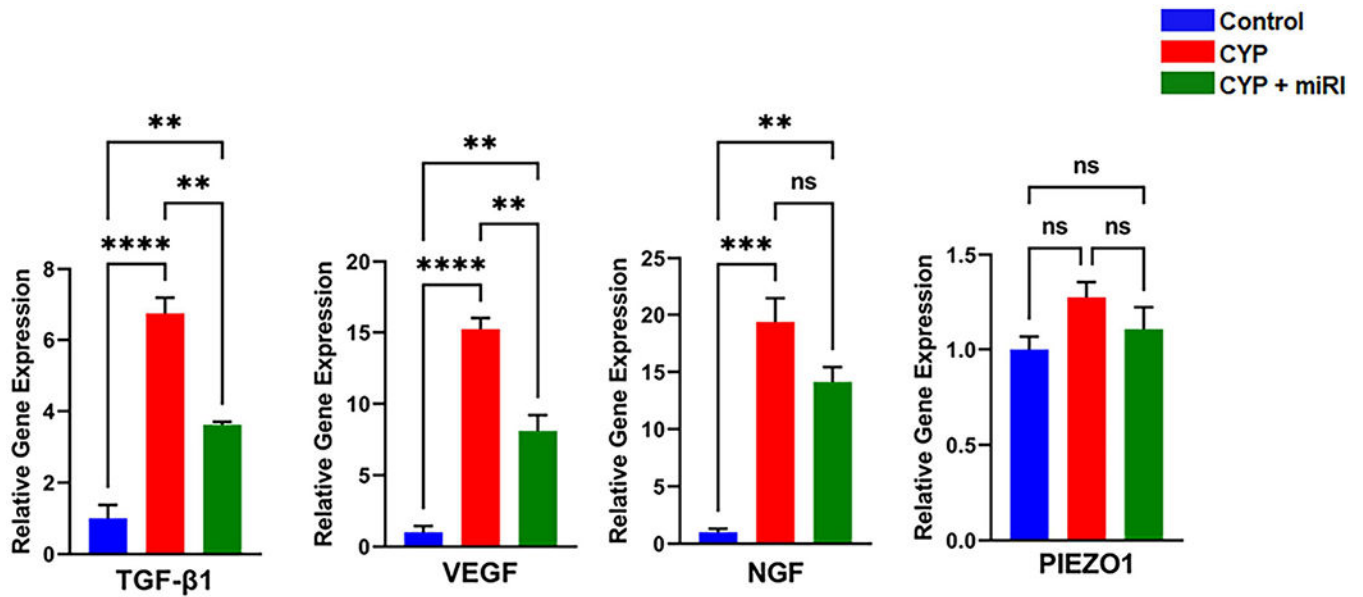 Control
CYP
CYP + miRI
Relative Gene Expression
8
6
4
2
0
**
**
****
TGF-β1
Relative Gene Expression
20
15
10
5
0
**
**
****
VEGF
Relative Gene Expression
25
20
15
10
5
0
**
ns
***
NGF
Relative Gene Expression
1.5
1.0
0.5
0.0
ns
ns
ns
PIEZO1